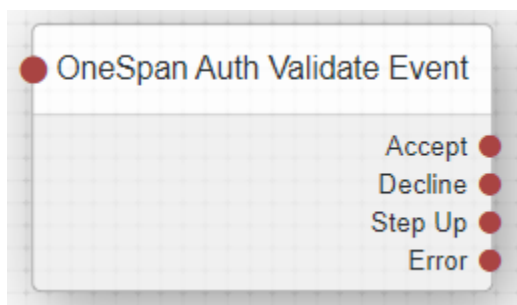 OneSpan Auth Validate Event
Accept
Decline
Step Up
Error